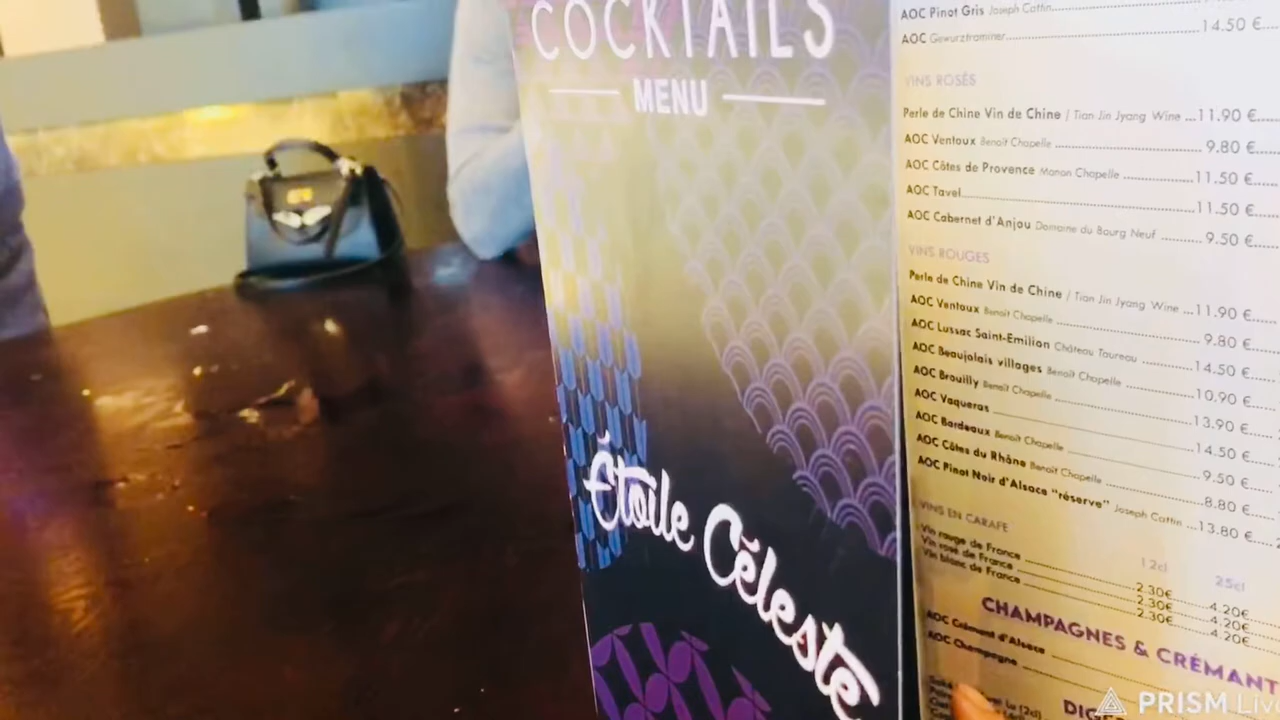 COCKTAILS
MENU
Étoile Céleste
AOC Pinot Gris Joseph Cattin
AOC Gewurztraminer 14.50 €
VINS ROSÉS
Perle de Chine Vin de Chine / Tian Jin Jyang Wine ...11.90 €
AOC Ventoux Benoit Chapelle 9.80 €
AOC Côtes de Provence Manon Chapelle 11.50 €
AOC Tavel 11.50 €
AOC Cabernet d'Anjou Domaine du Bourg Neuf 9.50 €
VINS ROUGES
Perle de Chine Vin de Chine / Tian Jin Jyang Wine ...11.90 €
AOC Ventoux Benoit Chapelle 9.80 €
AOC Lussac Saint-Emilion Château Taureau 14.50 €
AOC Beaujolais villages Benoit Chapelle 10.90 €
AOC Brouilly Benoit Chapelle 13.90 €
AOC Vaqueras 14.50 €
AOC Bordeaux Benoit Chapelle 9.50 €
AOC Côtes du Rhône Benoit Chapelle 8.80 €
AOC Pinot Noir d'Alsace "réserve" Joseph Cattin ...13.80 €
VINS EN CARAFE 12cl 25cl
Vin rouge de France 2.30€ 4.20€
Vin rosé de France 2.30€ 4.20€
Vin blanc de France 2.30€ 4.20€
CHAMPAGNES & CRÉMANT
AOC Crémant d'Alsace
AOC Champagne
PRISM Live